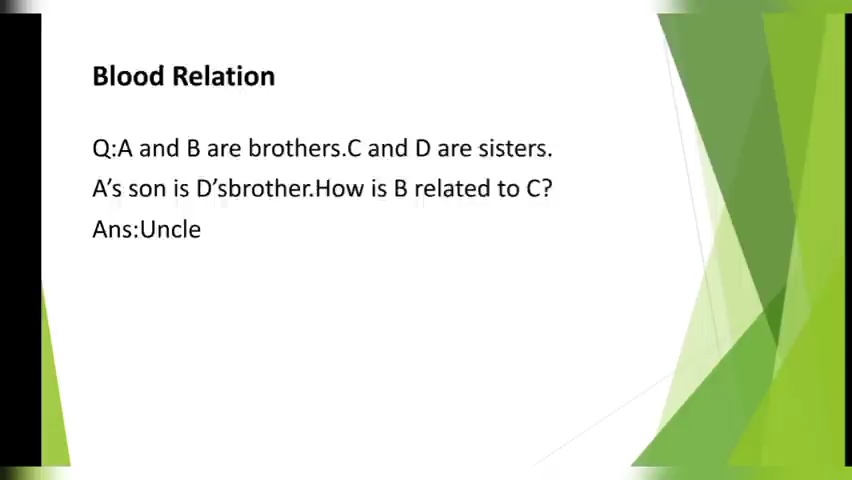 Blood Relation
Q:A and B are brothers.C and D are sisters.
A’s son is D’sbrother.How is B related to C?
Ans:Uncle